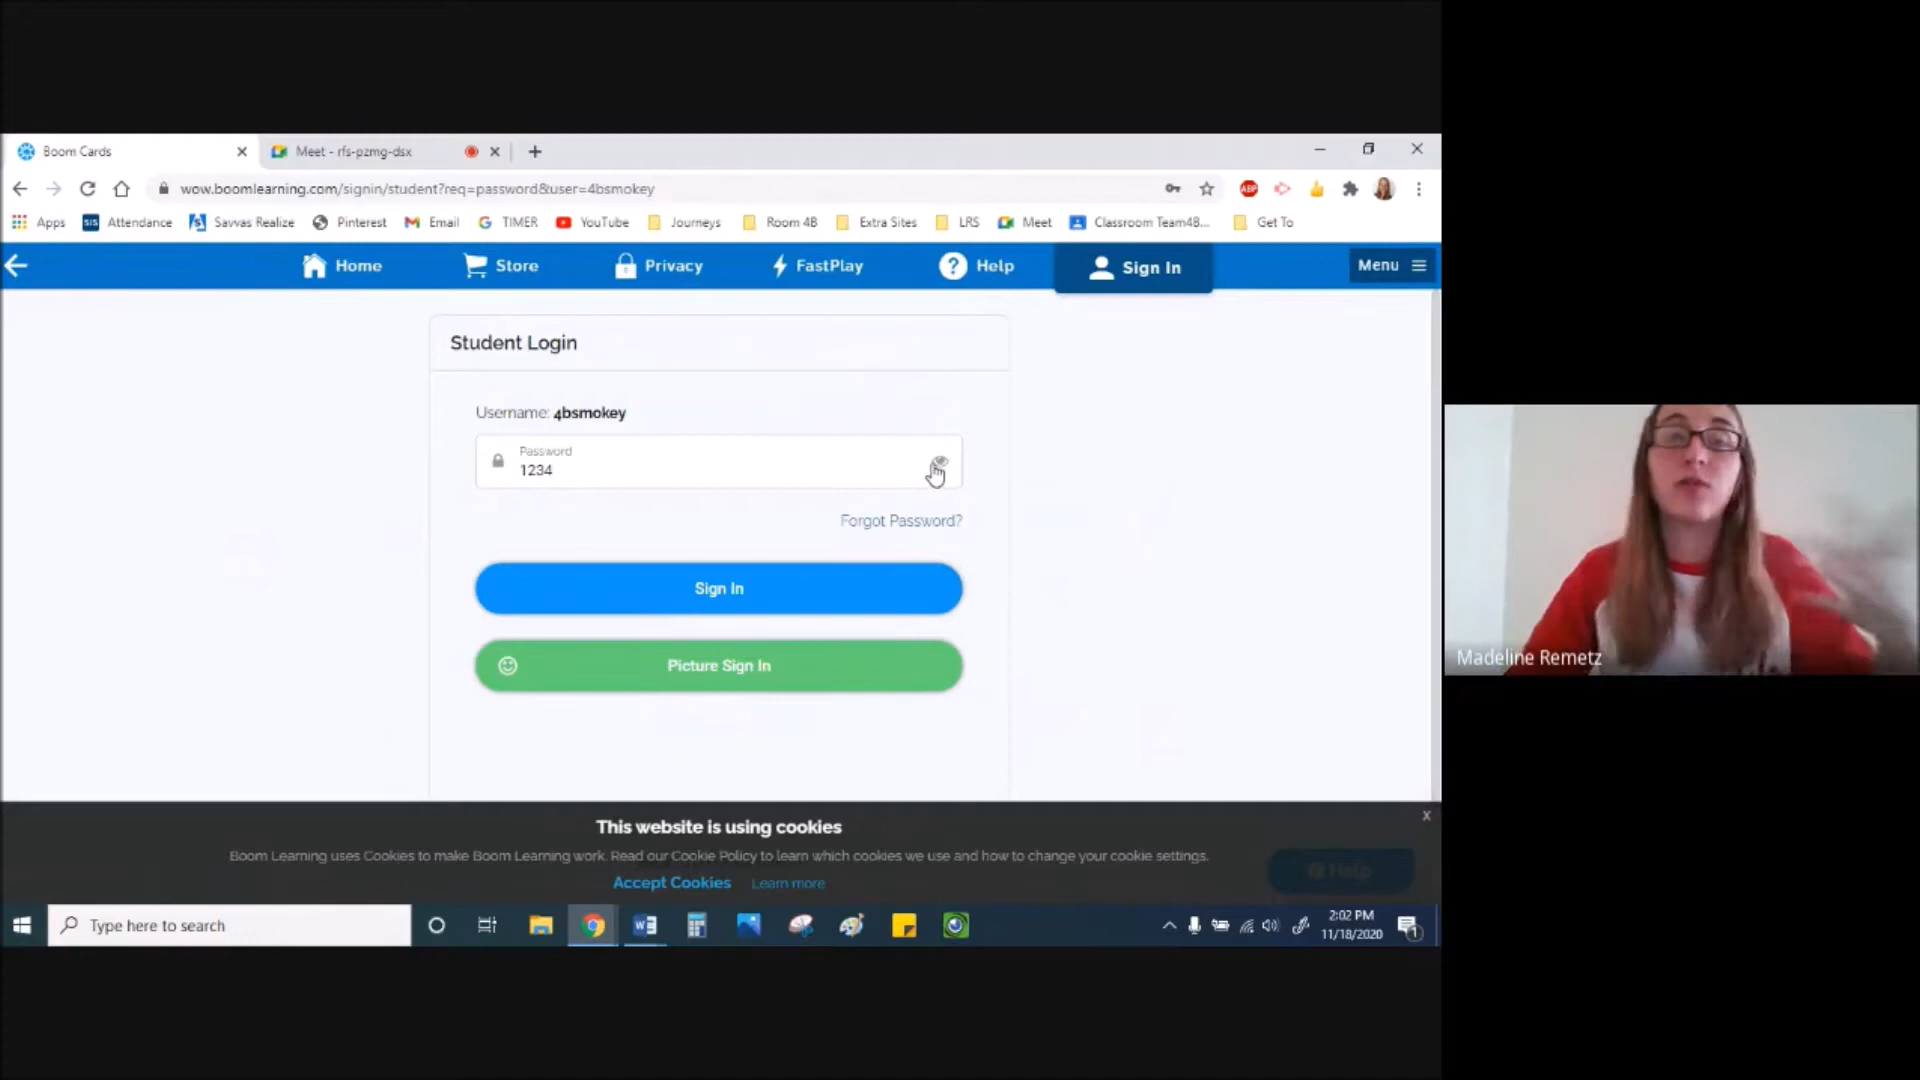 Boom Cards
Meet - rfs-pzmg-dsx
wow.boomlearning.com/signin/student?req=password&user=4bsmokey
ABP
Apps
SIS Attendance
Savvas Realize
Pinterest
Email
TIMER
YouTube
Journeys
Room 4B
Extra Sites
LRS
Meet
Classroom Team4B...
Get To
Home
Store
Privacy
FastPlay
Help
Sign In
Menu
Student Login
Username: 4bsmokey
Password
1234
Forgot Password?
Sign In
Picture Sign In
Madeline Remetz
This website is using cookies
x
Boom Learning uses Cookies to make Boom Learning work. Read our Cookie Policy to learn which cookies we use and how to change your cookie settings.
Help
Accept Cookies Learn more
Type here to search
2:02 PM
11/18/2020
1